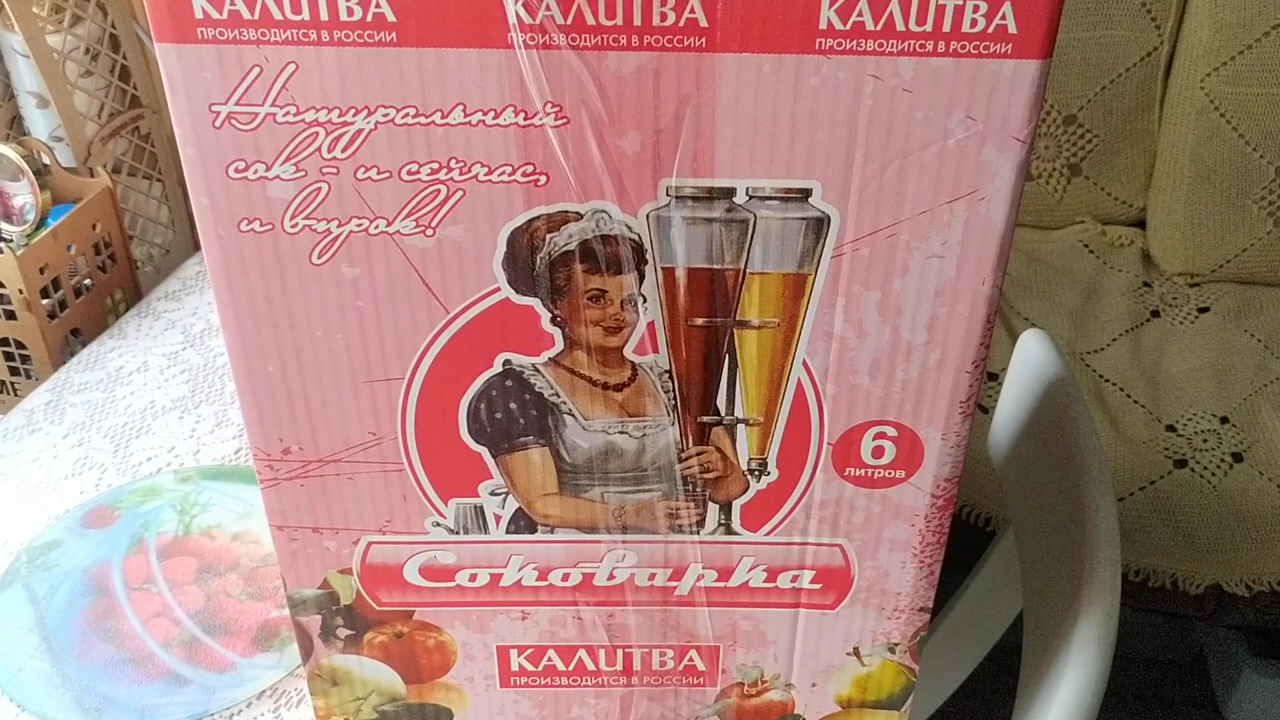 КАЛИТВА КАЛИТВА КАЛИТВА
ПРОИЗВОДИТСЯ В РОССИИ ПРОИЗВОДИТСЯ В РОССИИ ПРОИЗВОДИТСЯ В РОССИИ
Натуральный
сок - и сейчас,
и впрок!
6
литров
Соковарка
КАЛИТВА
ПРОИЗВОДИТСЯ В РОССИИ